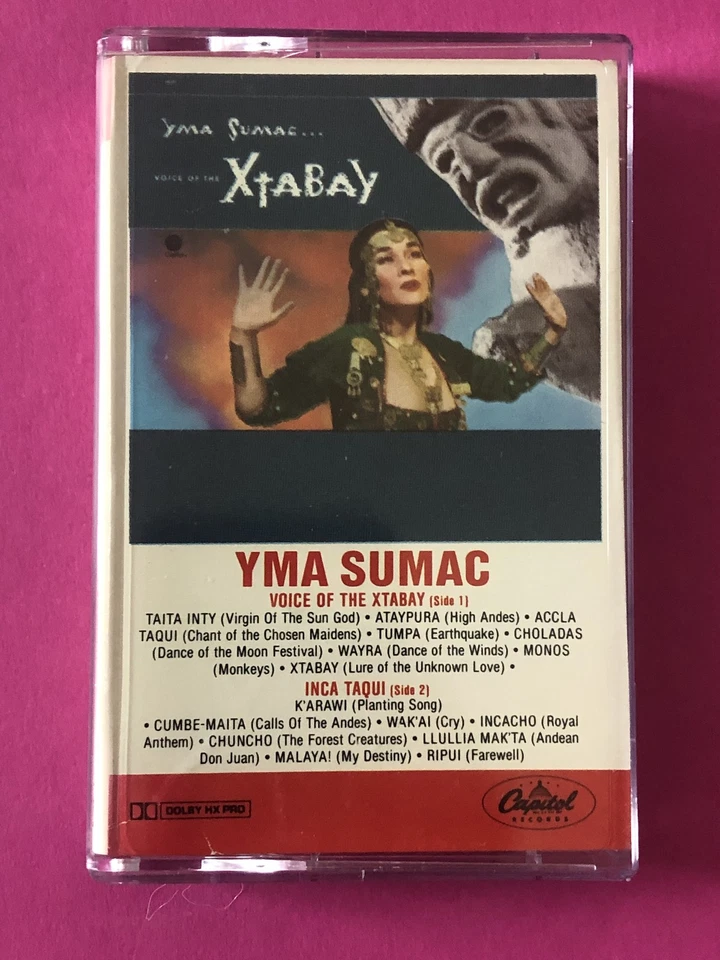 Yma Sumac...
VOICE OF THE XTABAY
YMA SUMAC
VOICE OF THE XTABAY (Side 1)
TAITA INTY (Virgin Of The Sun God) • ATAYPURA (High Andes) • ACCLA
TAQUI (Chant of the Chosen Maidens) • TUMPA (Earthquake) • CHOLADAS
(Dance of the Moon Festival) • WAYRA (Dance of the Winds) • MONOS
(Monkeys) • XTABAY (Lure of the Unknown Love) •
INCA TAQUI (Side 2)
K'ARAWI (Planting Song)
• CUMBE-MAITA (Calls Of The Andes) • WAK'AI (Cry) • INCACHO (Royal
Anthem) • CHUNCHO (The Forest Creatures) • LLULLIA MAK'TA (Andean
Don Juan) • MALAYA! (My Destiny) • RIPUI (Farewell)
DOLBY HX PRO
Capitol
RECORDS